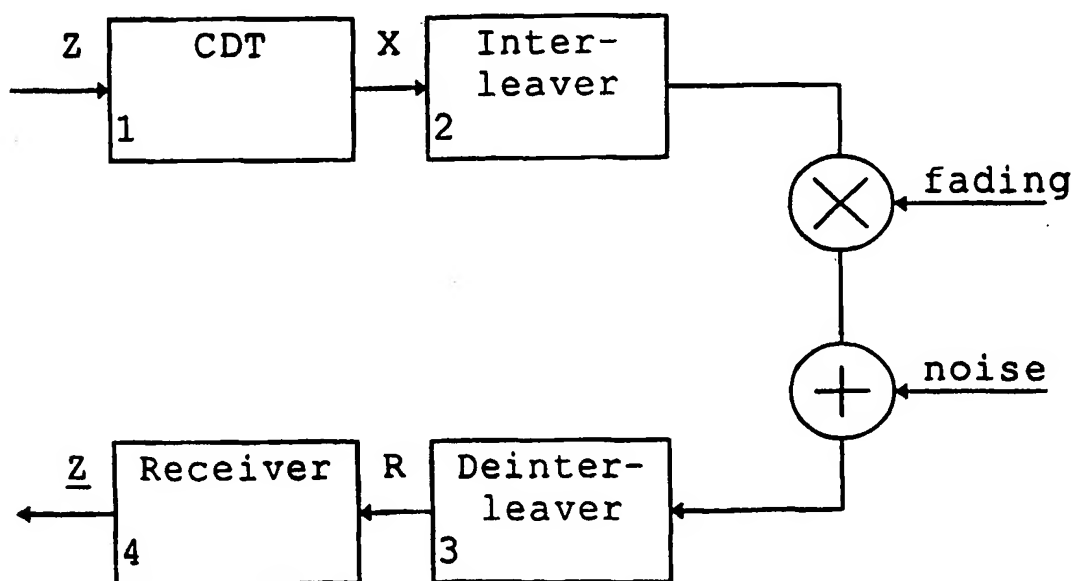 Z
CDT
1
X
Inter-
leaver
2
fading
noise
Z
Receiver
4
R
Deinter-
leaver
3